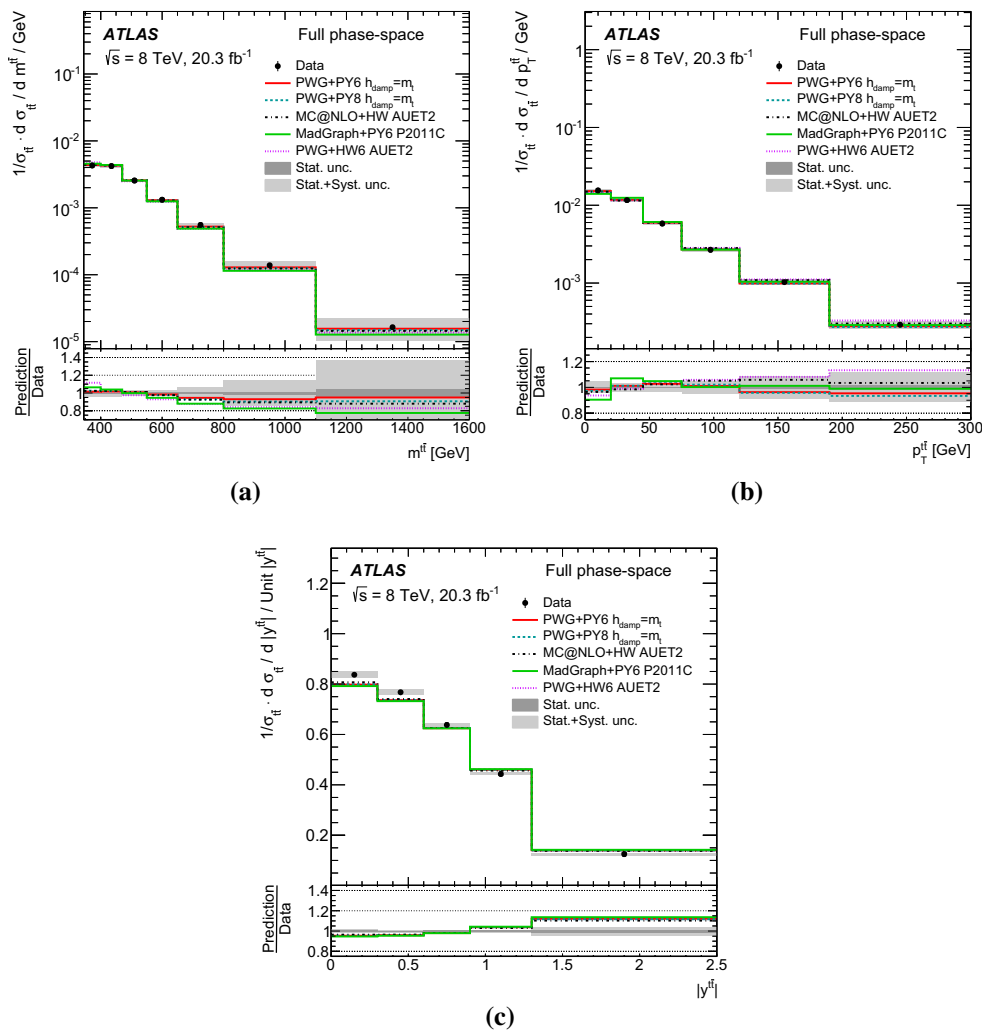 ATLAS Full phase-space
√s = 8 TeV, 20.3 fb⁻¹
Data
PWG+PY6 h_damp=m_t
PWG+PY8 h_damp=m_t
MC@NLO+HW AUET2
MadGraph+PY6 P2011C
PWG+HW6 AUET2
Stat. unc.
Stat.+Syst. unc.
1/σ_tt̄ · d σ_tt̄ / d m^tt̄ / GeV
10⁻¹
10⁻²
10⁻³
10⁻⁴
10⁻⁵
Prediction
Data
1.4
1.2
1
0.8
400 600 800 1000 1200 1400 1600
m^tt̄ [GeV]
(a)
ATLAS Full phase-space
√s = 8 TeV, 20.3 fb⁻¹
Data
PWG+PY6 h_damp=m_t
PWG+PY8 h_damp=m_t
MC@NLO+HW AUET2
MadGraph+PY6 P2011C
PWG+HW6 AUET2
Stat. unc.
Stat.+Syst. unc.
1/σ_tt̄ · d σ_tt̄ / d p_T^tt̄ / GeV
1
10⁻¹
10⁻²
10⁻³
Prediction
Data
1.2
1
0.8
0 50 100 150 200 250 300
p_T^tt̄ [GeV]
(b)
ATLAS Full phase-space
√s = 8 TeV, 20.3 fb⁻¹
Data
PWG+PY6 h_damp=m_t
PWG+PY8 h_damp=m_t
MC@NLO+HW AUET2
MadGraph+PY6 P2011C
PWG+HW6 AUET2
Stat. unc.
Stat.+Syst. unc.
1/σ_tt̄ · d σ_tt̄ / d |y^tt̄| / Unit |y^tt̄|
1.2
1
0.8
0.6
0.4
0.2
Prediction
Data
1.4
1.2
1
0.8
0 0.5 1 1.5 2 2.5
|y^tt̄|
(c)